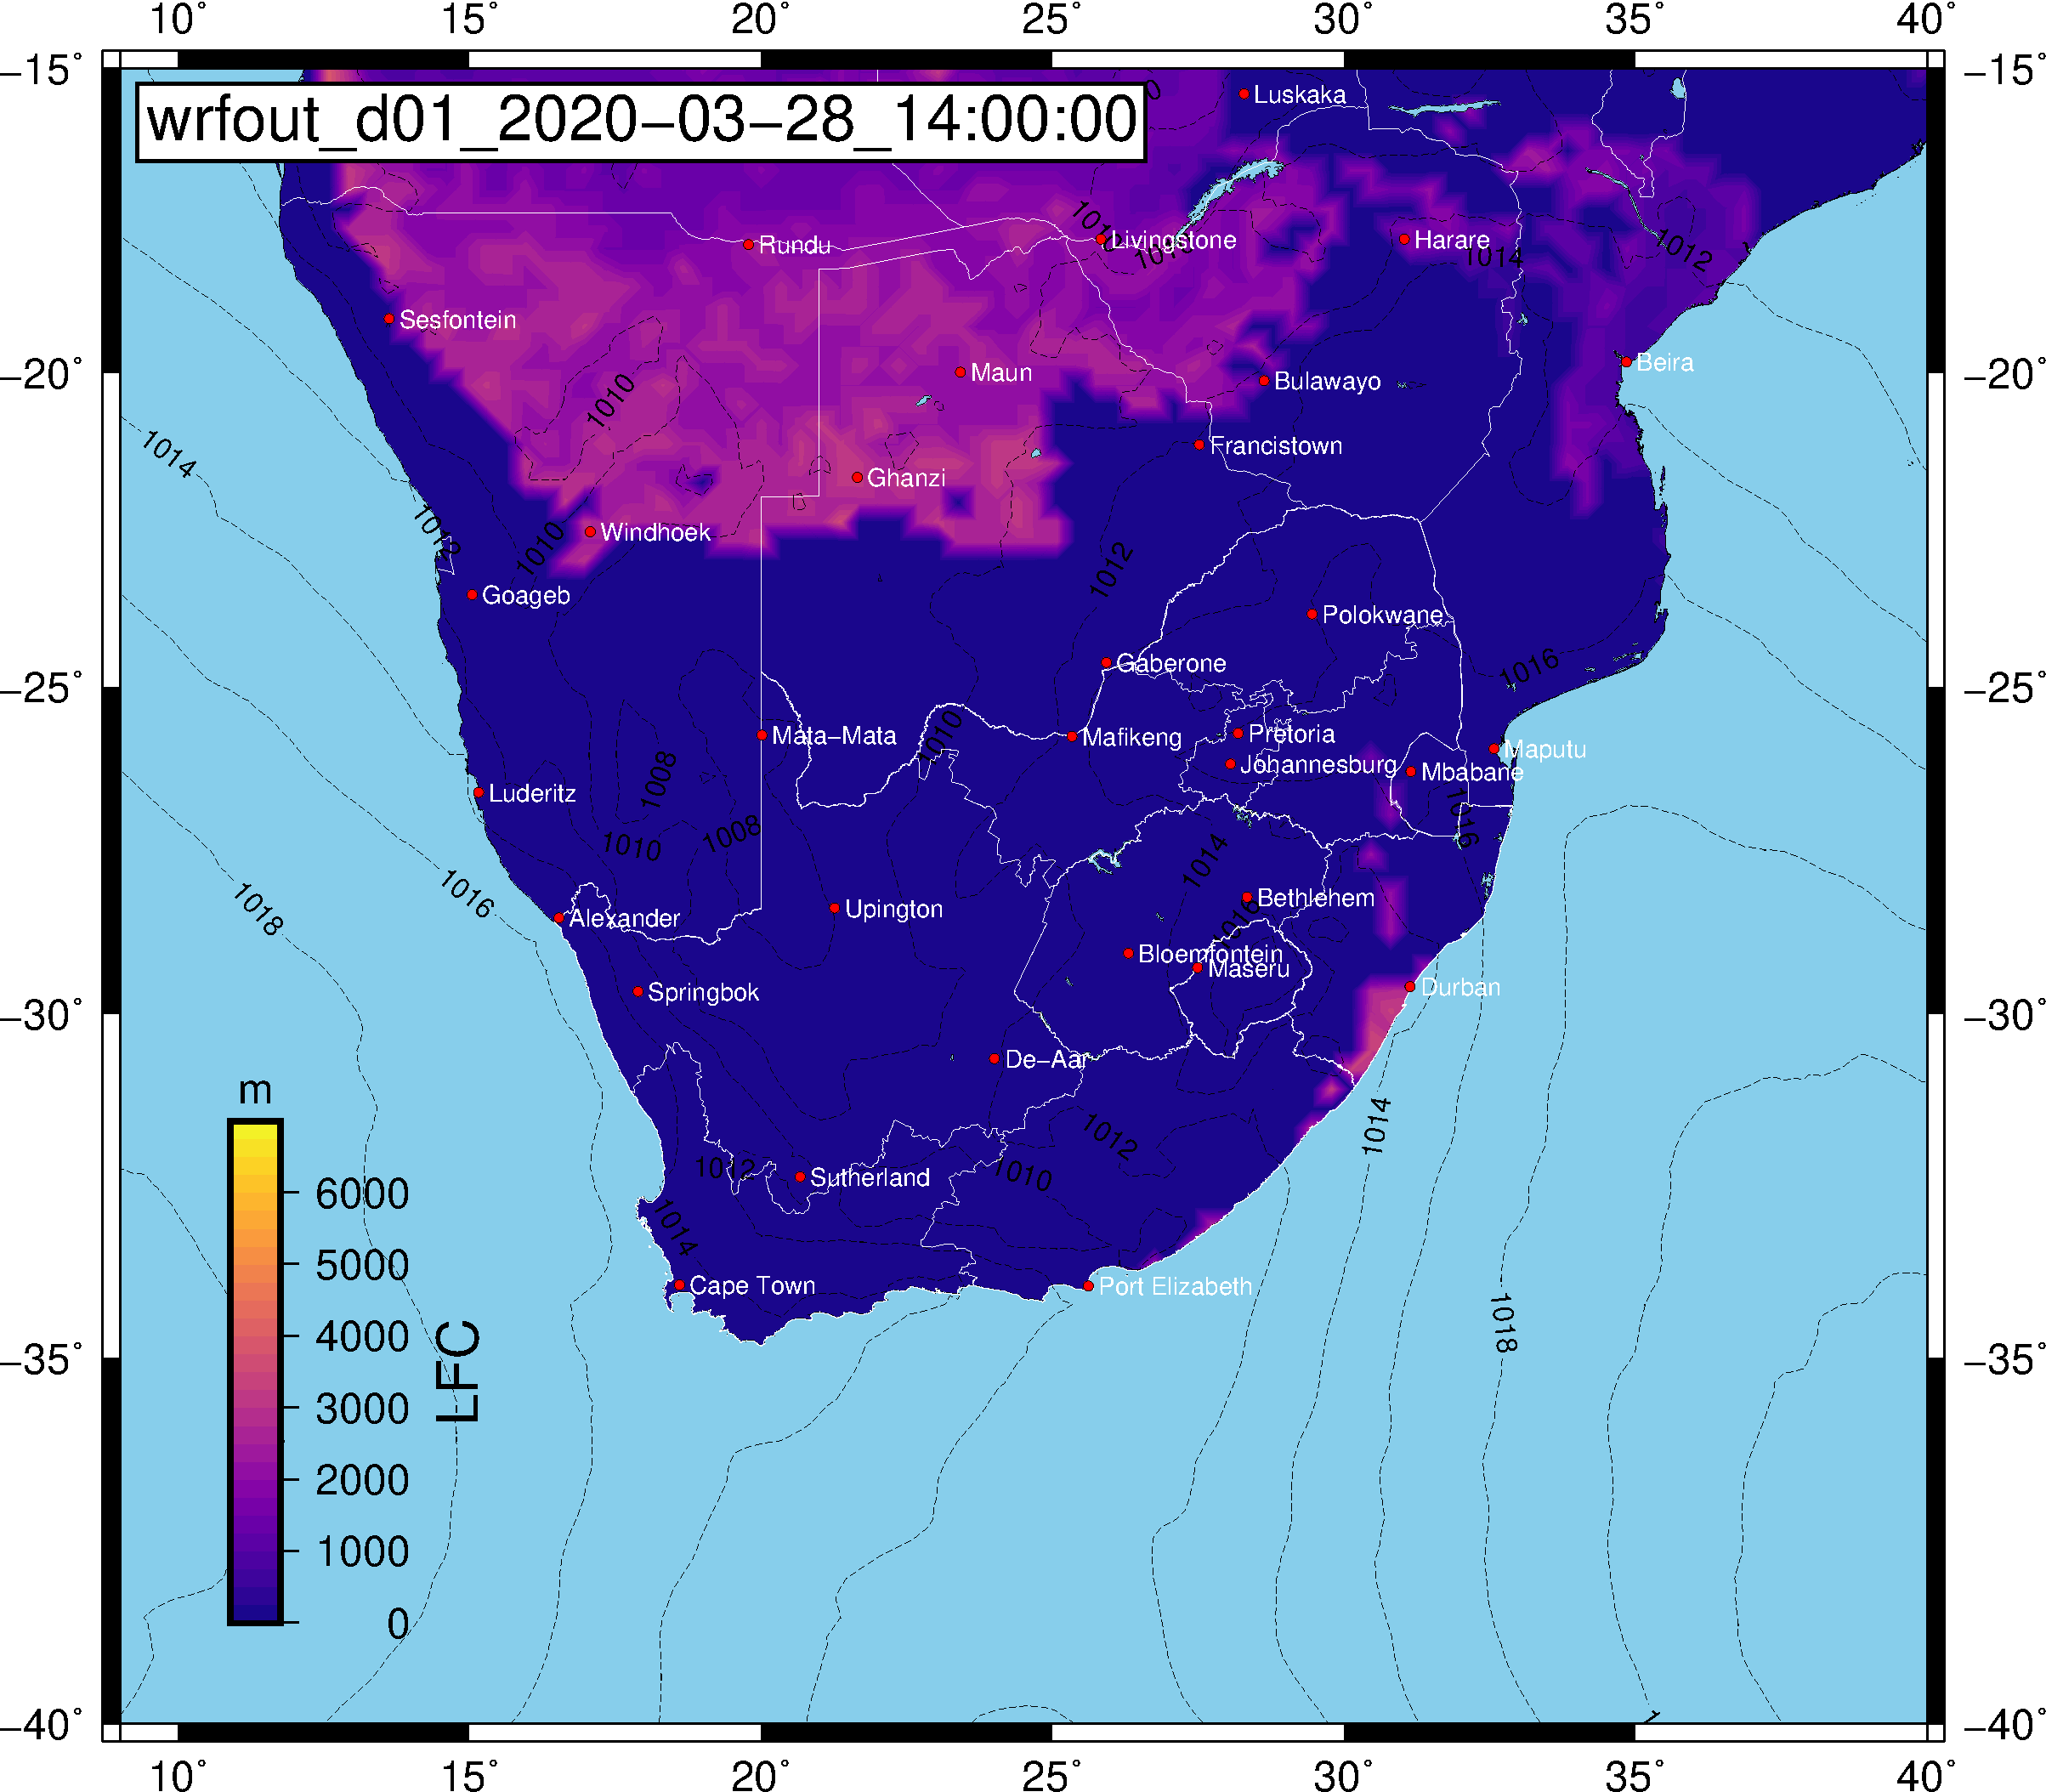 10° 15° 20° 25° 30° 35° 40°
−15° −15°
wrfout_d01_2020−03−28_14:00:00
Luskaka
Rundu
1012
Livingstone
Harare
1014
1012
Sesfontein
−20° −20°
Maun
Bulawayo
Beira
1010
1014
Francistown
Ghanzi
1012
Windhoek
1010
1012
Goageb
Polokwane
Gaberone
1016
−25° −25°
Mata−Mata
1010
Mafikeng
Pretoria
Johannesburg
Maputu
Mbabane
1008
Luderitz
1016
1010
1008
1014
1018
1016
Alexander
Upington
Bethlehem
1016
Bloemfontein
Maseru
Springbok
Durban
−30° −30°
De−Aar
m
1014
1012
1012
Sutherland
1010
6000
1014
5000
Cape Town
Port Elizabeth
1018
4000
LFC
−35° −35°
3000
2000
1000
0
−40° −40°
10° 15° 20° 25° 30° 35° 40°